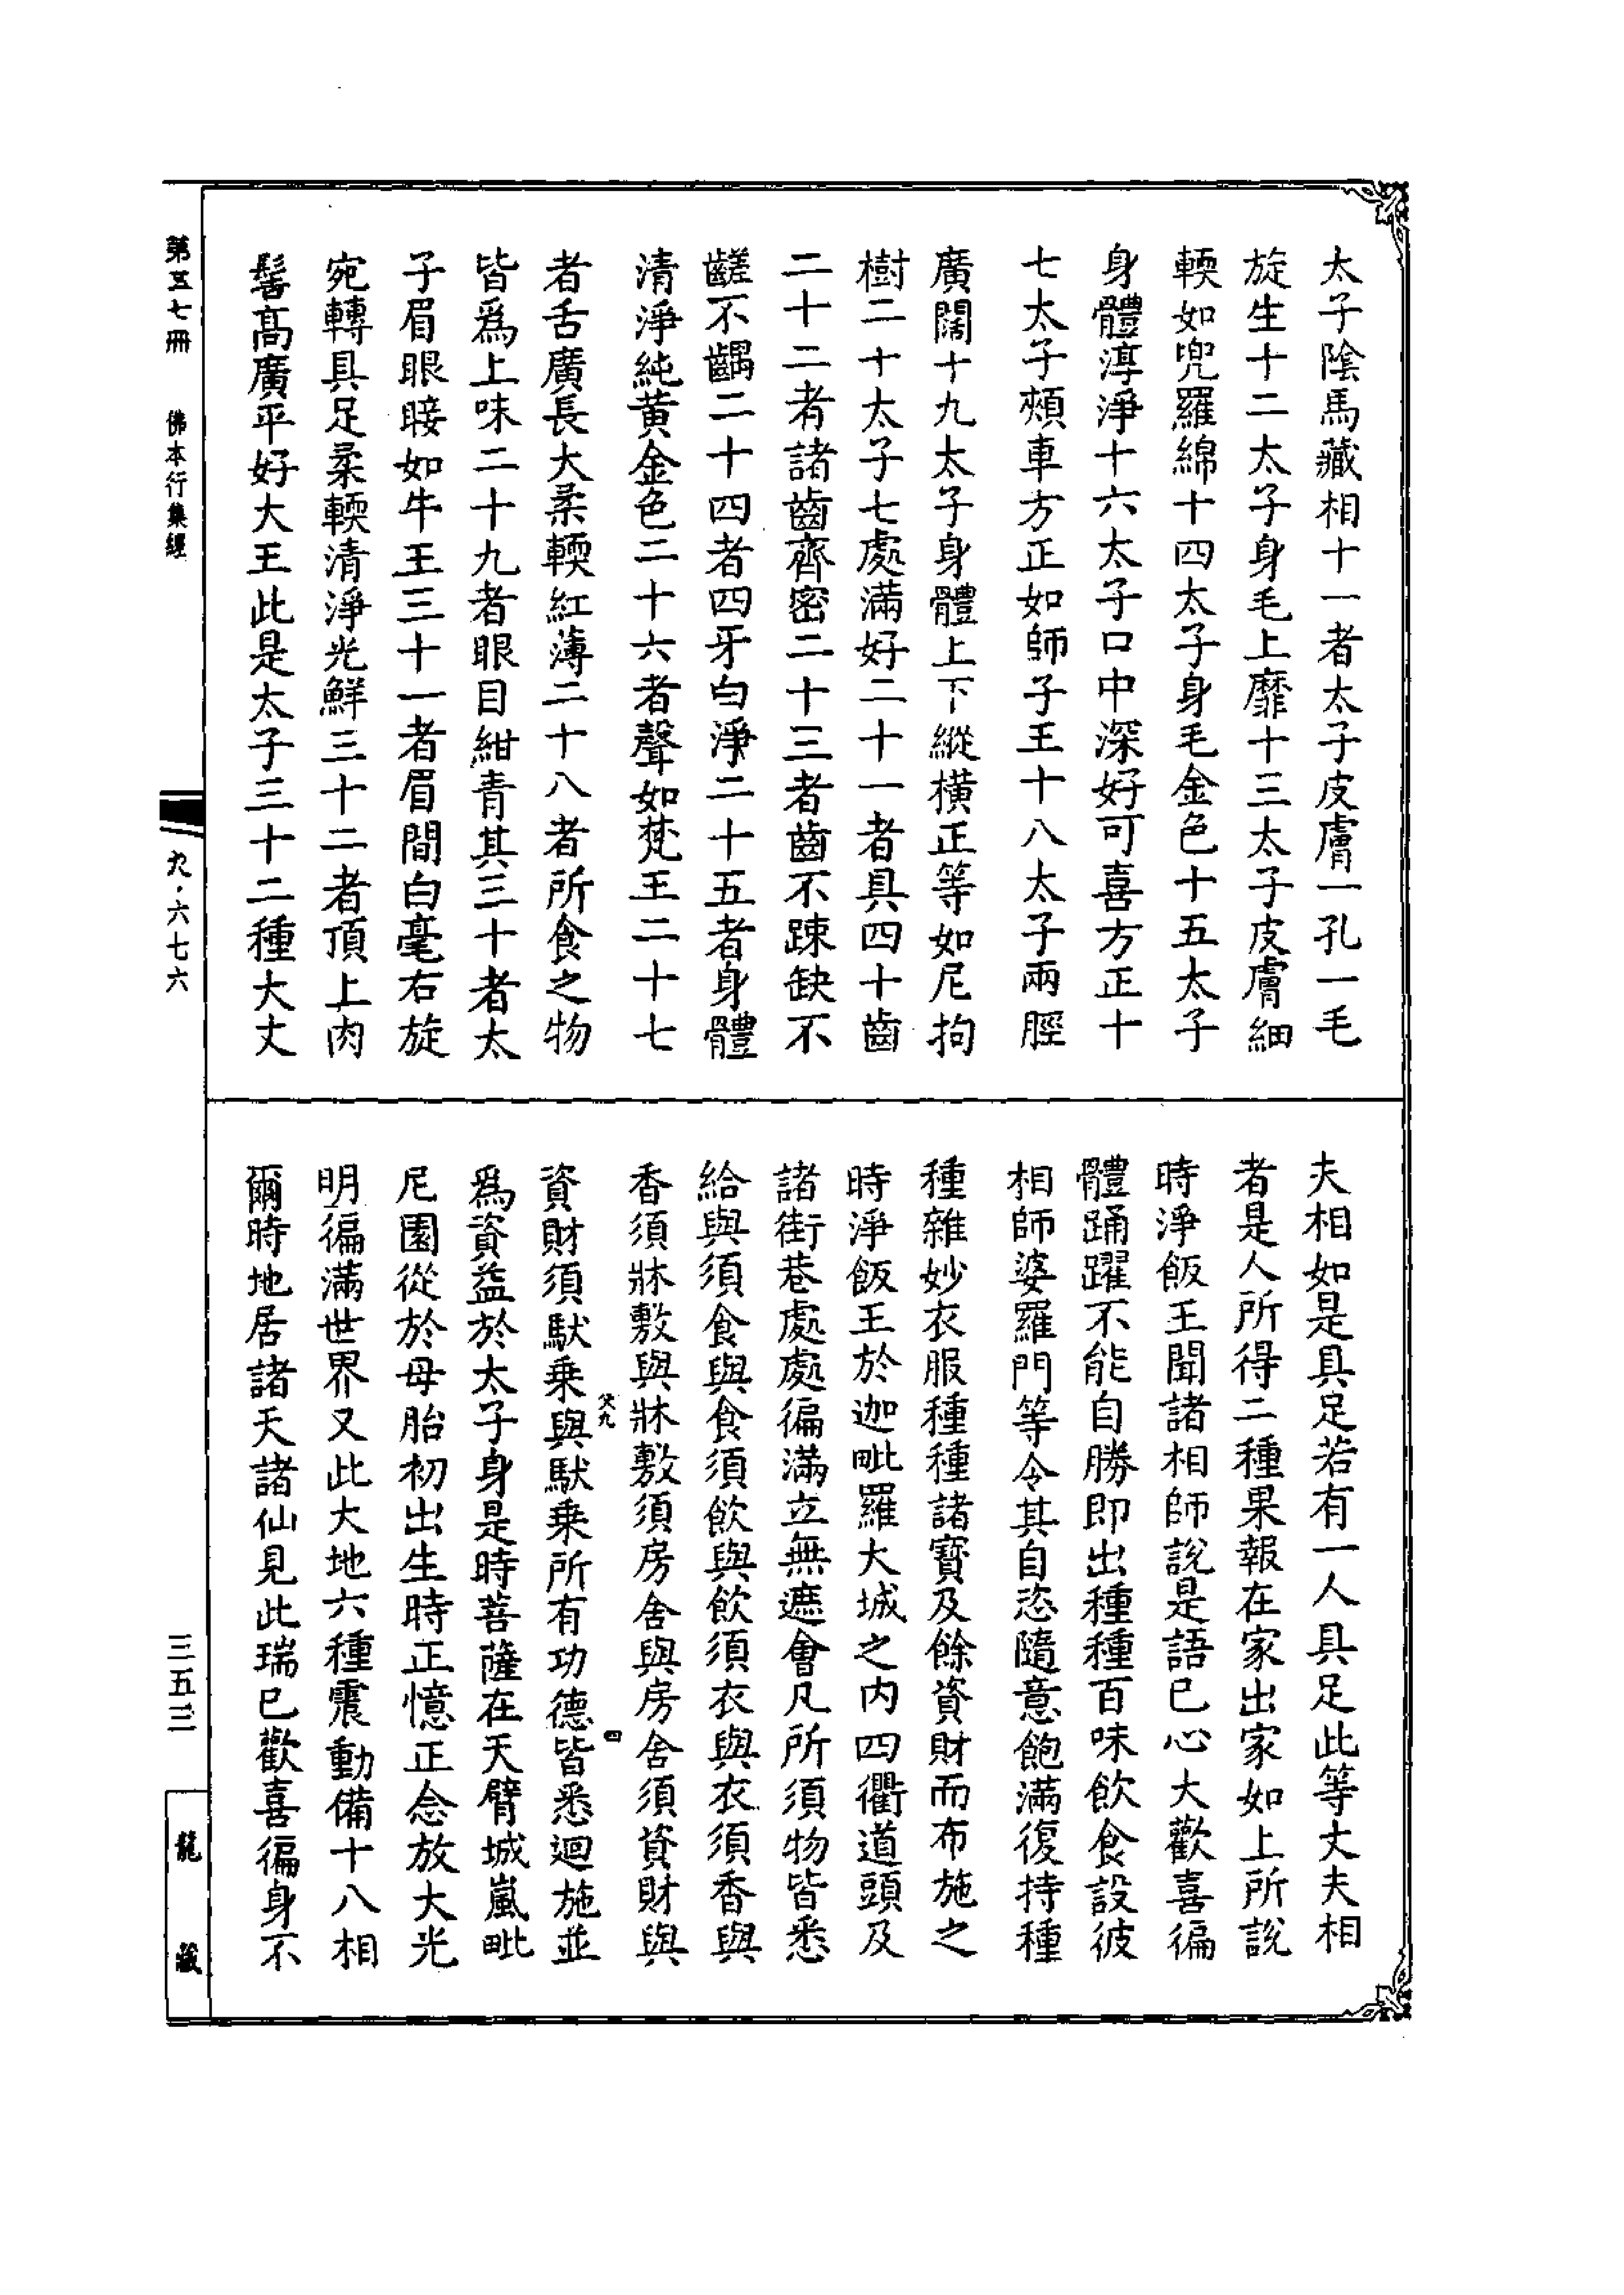 太子陰馬藏相十一者太子皮膚一孔一毛
旋生十二太子身毛上靡十三太子皮膚細
輭如兜羅綿十四太子身毛金色十五太子
身體淳淨十六太子口中深好可喜方正十
七太子頰車方正如師子王十八太子兩脛
廣闊十九太子身體上下縱橫正等如尼拘
樹二十太子七處滿好二十一者具四十齒
二十二者諸齒齊密二十三者齒不踈缺不
齹不齵二十四者四牙白淨二十五者身體
清淨純黃金色二十六者聲如梵王二十七
者舌廣長大柔輭紅薄二十八者所食之物
皆爲上味二十九者眼目紺青其三十者太
子眉眼睫如牛王三十一者眉間白毫右旋
宛轉具足柔輭清淨光鮮三十二者頂上肉
髻高廣平好大王此是太子三十二種大丈
夫相如是具足若有一人具足此等丈夫相
者是人所得二種果報在家出家如上所說
時淨飯王聞諸相師說是語已心大歡喜徧
體踊躍不能自勝即出種種百味飲食設彼
相師婆羅門等令其自恣隨意飽滿復持種
種雜妙衣服種種諸寶及餘資財而布施之
時淨飯王於迦毗羅大城之内四衢道頭及
諸街巷處處徧滿立無遮會凡所須物皆悉
給與須食與食須飲與飲須衣與衣須香與
香須牀敷與牀敷須房舍與房舍須資財與
資財須馱乗與馱乗所有功德皆悉迴施並
爲資益於太子身是時菩薩在天臂城嵐毗
尼園從於母胎初出生時正憶正念放大光
明徧滿世界又此大地六種震動備十八相
爾時地居諸天諸仙見此瑞已歡喜徧身不
四
第五七冊
佛本行集經
九·六七六
三五三
龍藏